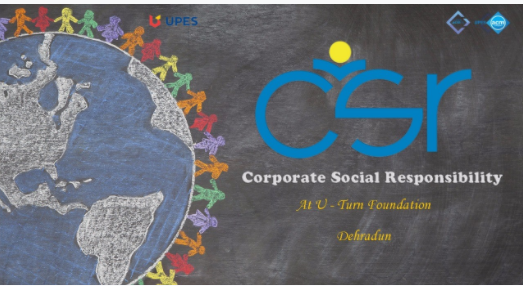 UPES
csr
Corporate Social Responsibility
At U - Turn Foundation
Dehradun